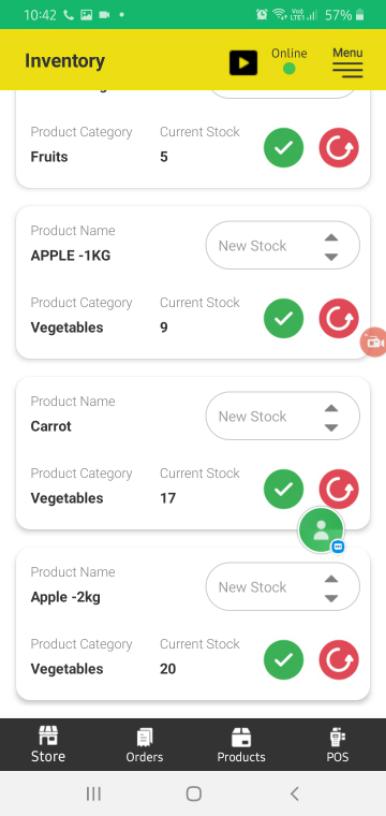 10:42
57%
Inventory
Online
Menu
Product Category Current Stock
Fruits 5
Product Name
APPLE -1KG
New Stock
Product Category Current Stock
Vegetables 9
Product Name
Carrot
New Stock
Product Category Current Stock
Vegetables 17
Product Name
Apple -2kg
New Stock
Product Category Current Stock
Vegetables 20
Store Orders Products POS